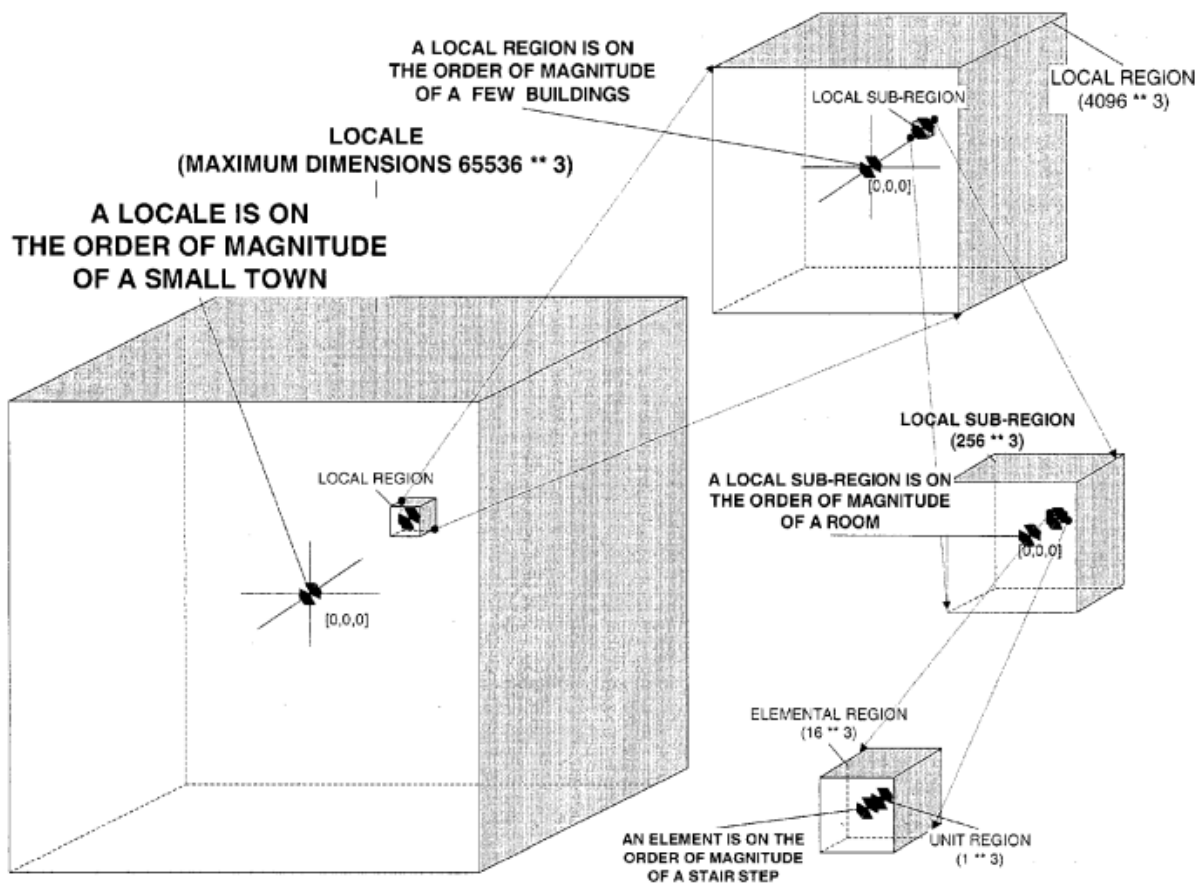 A LOCAL REGION IS ON
THE ORDER OF MAGNITUDE
OF A FEW BUILDINGS
LOCAL REGION
(4096 ** 3)
LOCAL SUB-REGION
[0,0,0]
LOCALE
(MAXIMUM DIMENSIONS 65536 ** 3)
A LOCALE IS ON
THE ORDER OF MAGNITUDE
OF A SMALL TOWN
LOCAL REGION
[0,0,0]
LOCAL SUB-REGION
(256 ** 3)
A LOCAL SUB-REGION IS ON
THE ORDER OF MAGNITUDE
OF A ROOM
[0,0,0]
ELEMENTAL REGION
(16 ** 3)
AN ELEMENT IS ON THE
ORDER OF MAGNITUDE
OF A STAIR STEP
UNIT REGION
(1 ** 3)